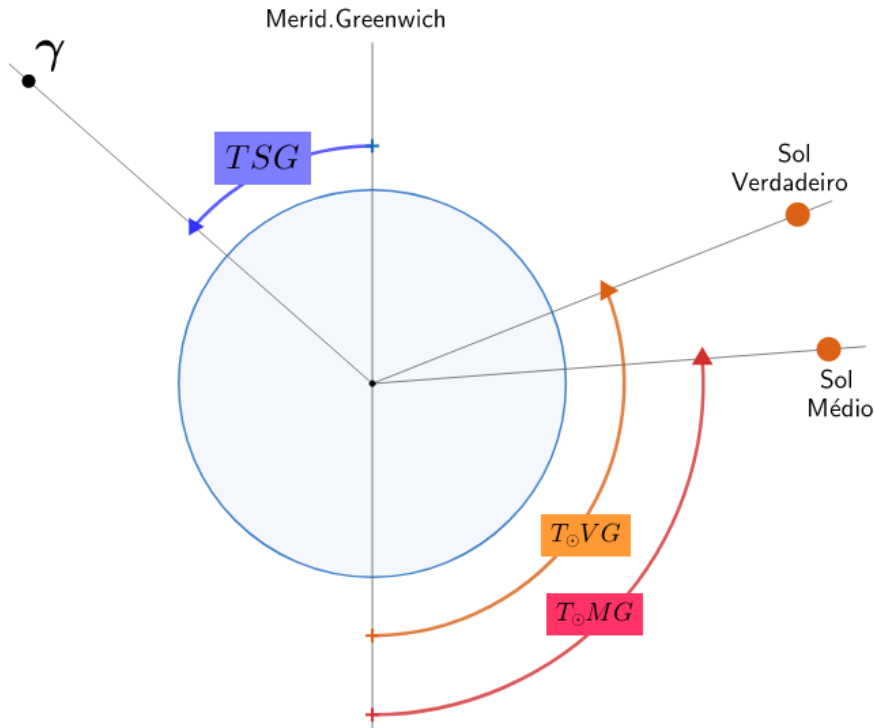 Merid.Greenwich
γ
TSG
Sol
Verdadeiro
Sol
Médio
T☉VG
T☉MG